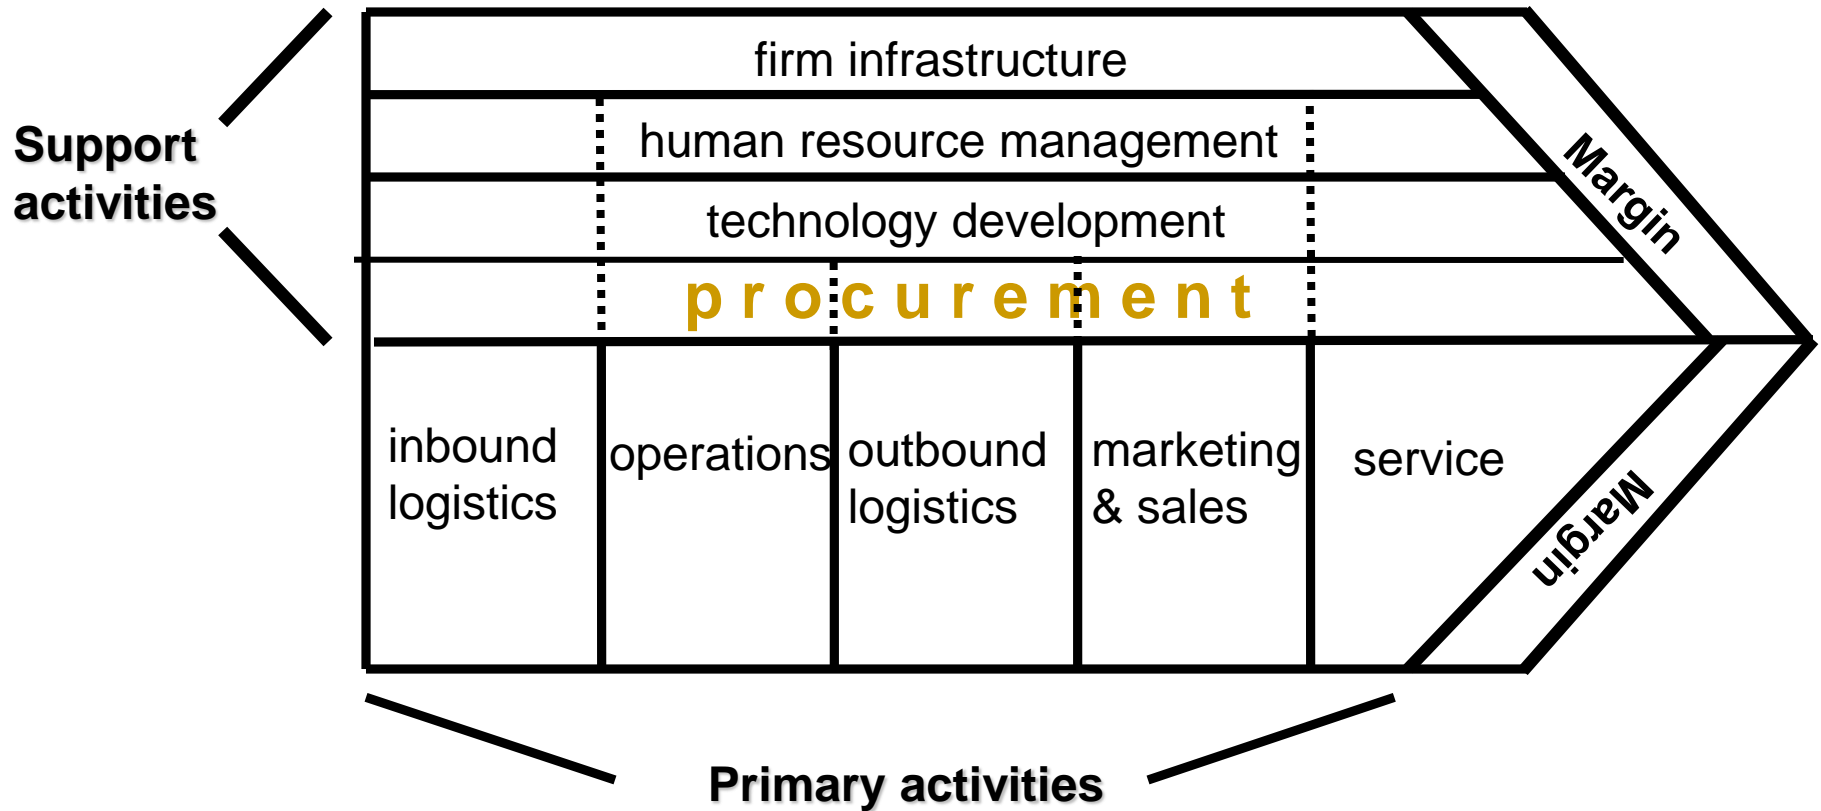 firm infrastructure
human resource management
technology development
procurement
Support
activities
Margin
inbound
logistics
operations
outbound
logistics
marketing
& sales
service
Margin
Primary activities